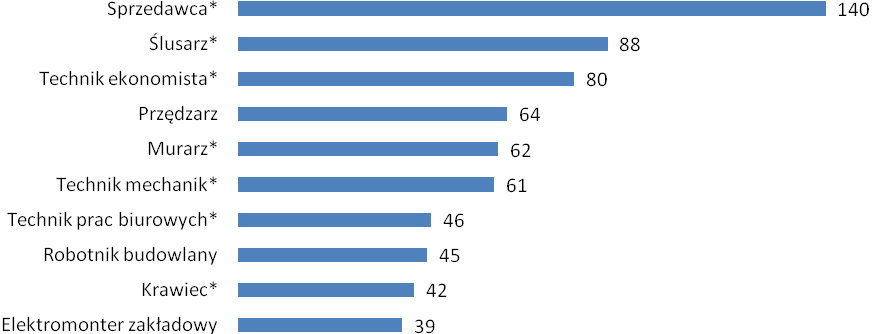 Sprzedawca* 140
Ślusarz* 88
Technik ekonomista* 80
Przędzarz 64
Murarz* 62
Technik mechanik* 61
Technik prac biurowych* 46
Robotnik budowlany 45
Krawiec* 42
Elektromonter zakładowy 39